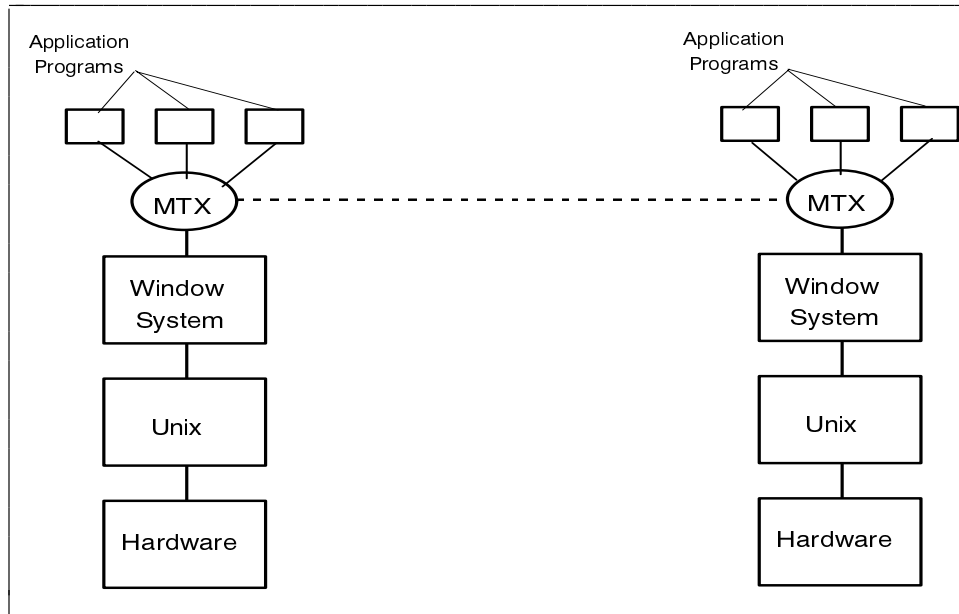 Application
Programs
MTX
Window
System
Unix
Hardware
Application
Programs
MTX
Window
System
Unix
Hardware